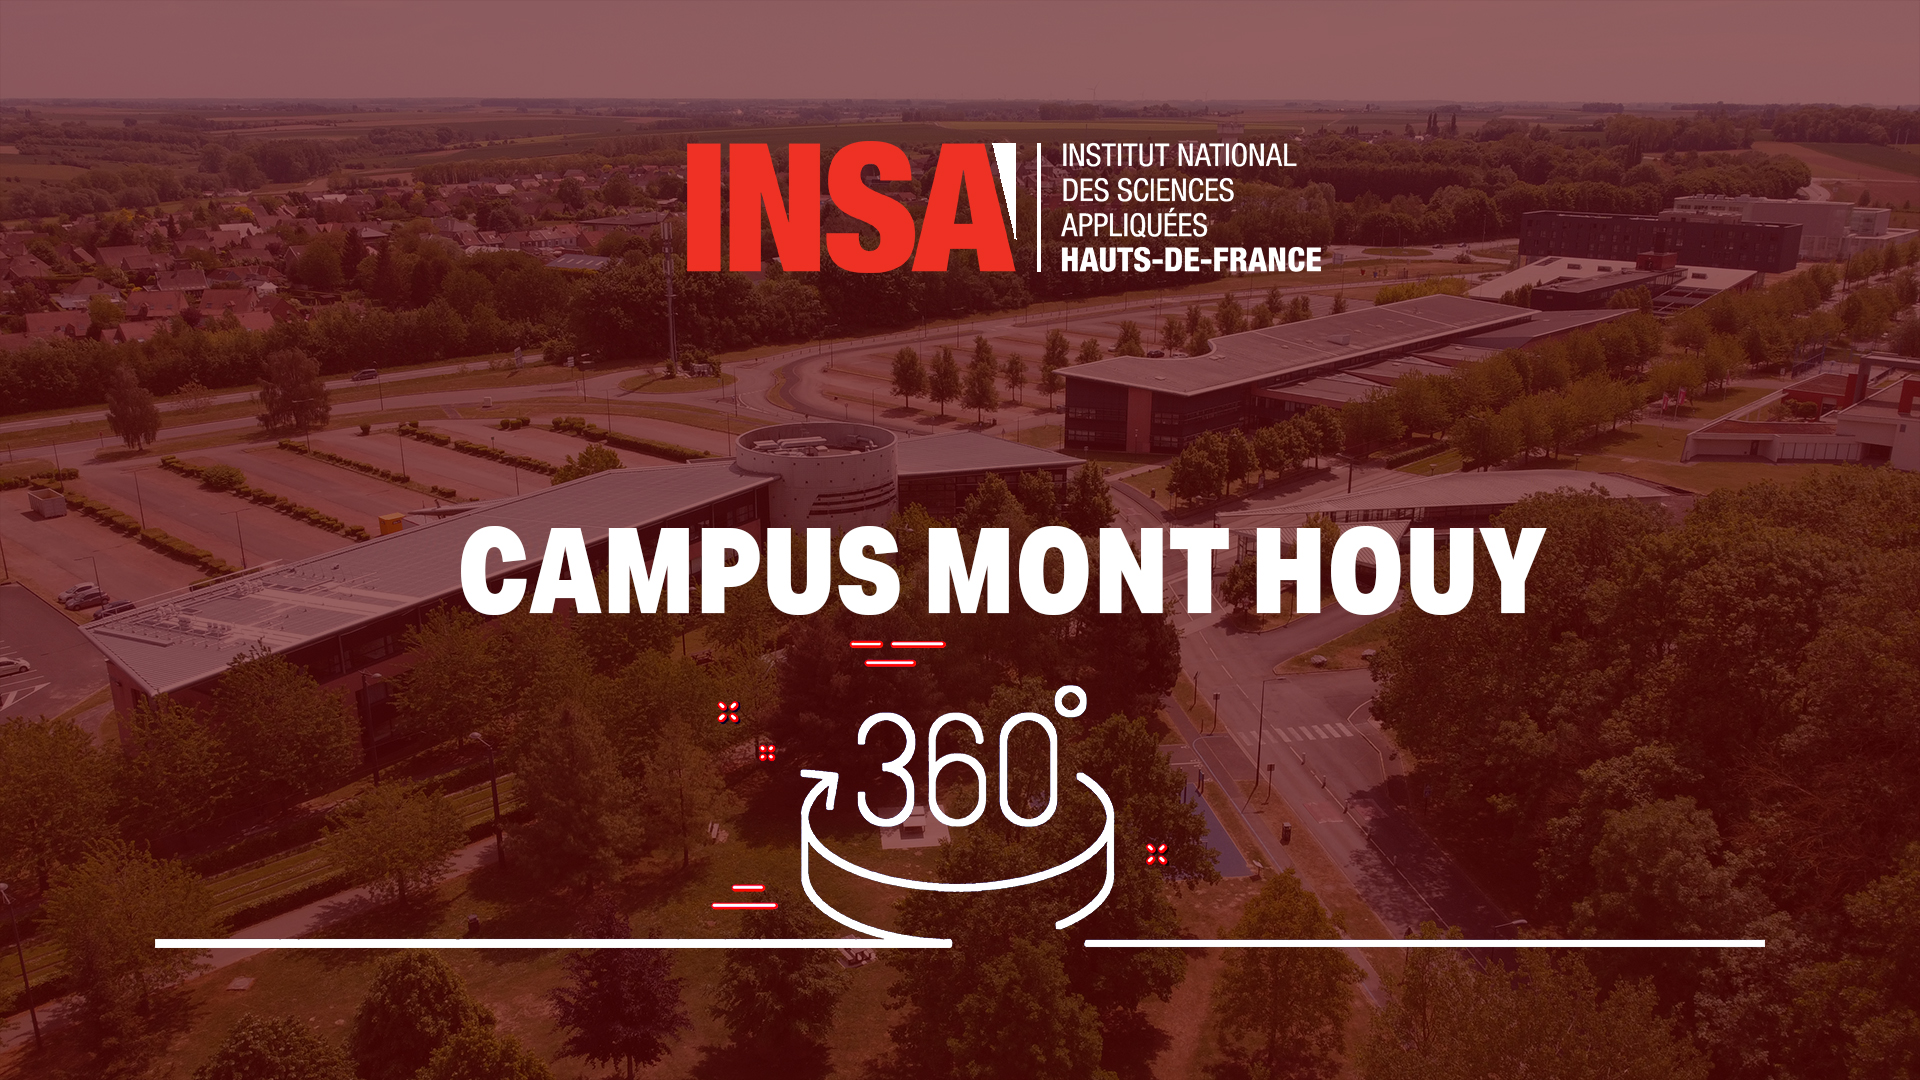 INSA
INSTITUT NATIONAL
DES SCIENCES
APPLIQUÉES
HAUTS-DE-FRANCE
CAMPUS MONT HOUY
360°